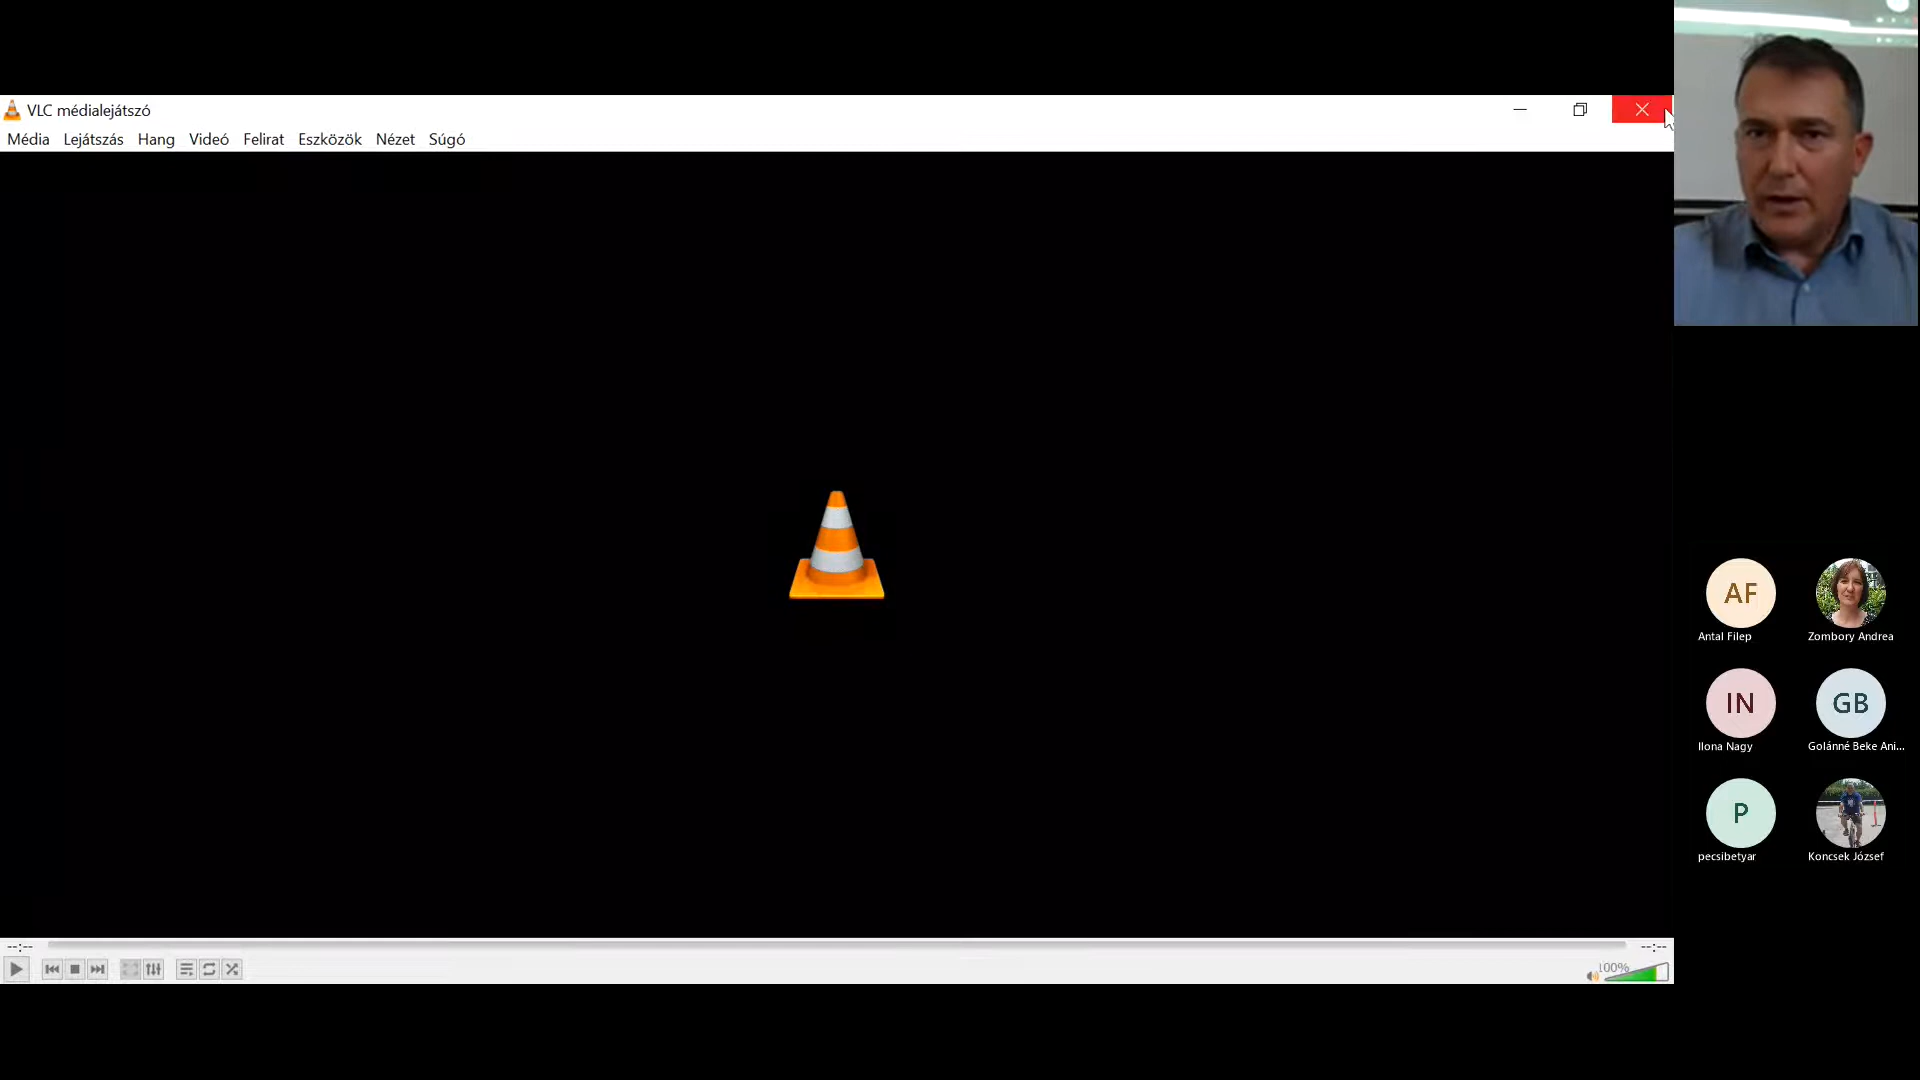 VLC médialejátszó
Média Lejátszás Hang Videó Felirat Eszközök Nézet Súgó
--:-- --:--
100%
AF
Antal Filep
Zombory Andrea
IN
Ilona Nagy
GB
Golánné Beke Ani...
P
pecsibetyar
Koncsek József